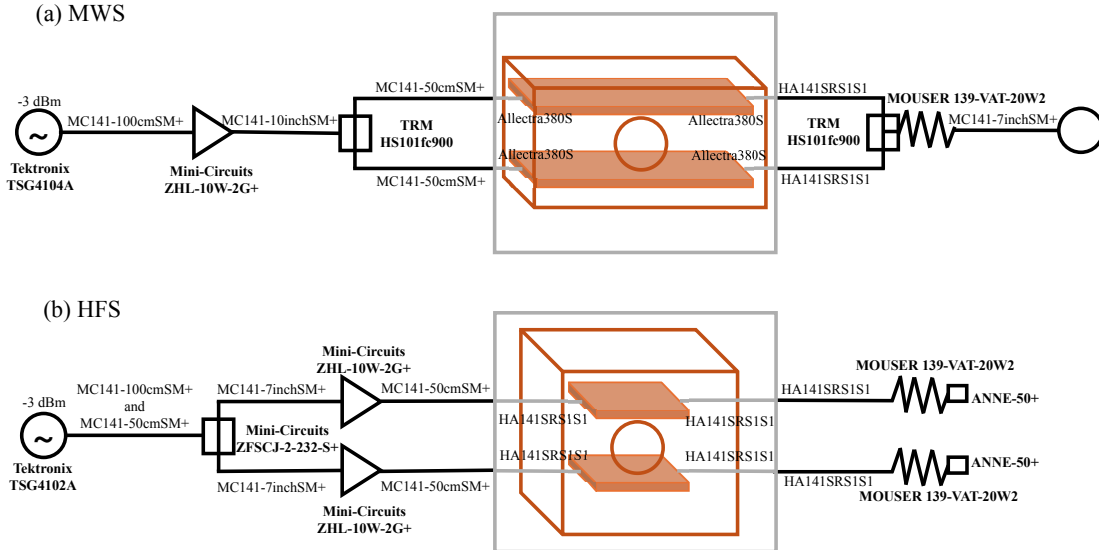 (a) MWS
-3 dBm
~
Tektronix
TSG4104A
MC141-100cmSM+
Mini-Circuits
ZHL-10W-2G+
MC141-10inchSM+
MC141-50cmSM+
TRM
HS101fc900
MC141-50cmSM+
Allectra380S
Allectra380S
Allectra380S
Allectra380S
HA141SRS1S1
TRM
HS101fc900
HA141SRS1S1
MOUSER 139-VAT-20W2
MC141-7inchSM+
(b) HFS
-3 dBm
~
Tektronix
TSG4102A
MC141-100cmSM+
and
MC141-50cmSM+
MC141-7inchSM+
Mini-Circuits
ZFSCJ-2-232-S+
MC141-7inchSM+
Mini-Circuits
ZHL-10W-2G+
MC141-50cmSM+
MC141-50cmSM+
Mini-Circuits
ZHL-10W-2G+
HA141SRS1S1
HA141SRS1S1
HA141SRS1S1
HA141SRS1S1
HA141SRS1S1
HA141SRS1S1
MOUSER 139-VAT-20W2
ANNE-50+
ANNE-50+
MOUSER 139-VAT-20W2